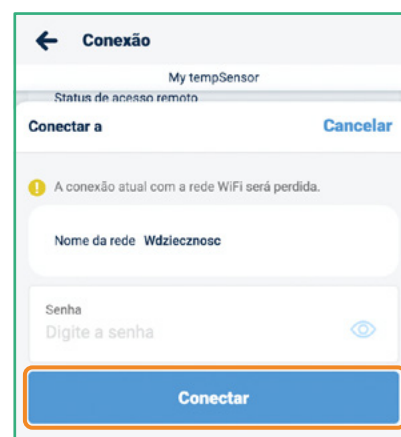 Conexão
My tempSensor
Status de acesso remoto
Conectar a Cancelar
A conexão atual com a rede WiFi será perdida.
Nome da rede Wdziecznosc
Senha
Digite a senha
Conectar